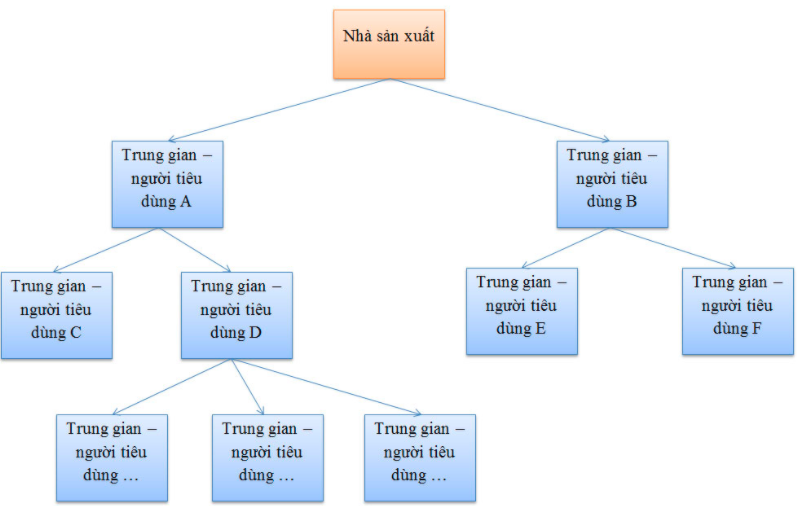 Nhà sản xuất
Trung gian –
người tiêu
dùng A
Trung gian –
người tiêu
dùng B
Trung gian –
người tiêu
dùng C
Trung gian –
người tiêu
dùng D
Trung gian –
người tiêu
dùng E
Trung gian –
người tiêu
dùng F
Trung gian –
người tiêu
dùng …
Trung gian –
người tiêu
dùng …
Trung gian –
người tiêu
dùng …